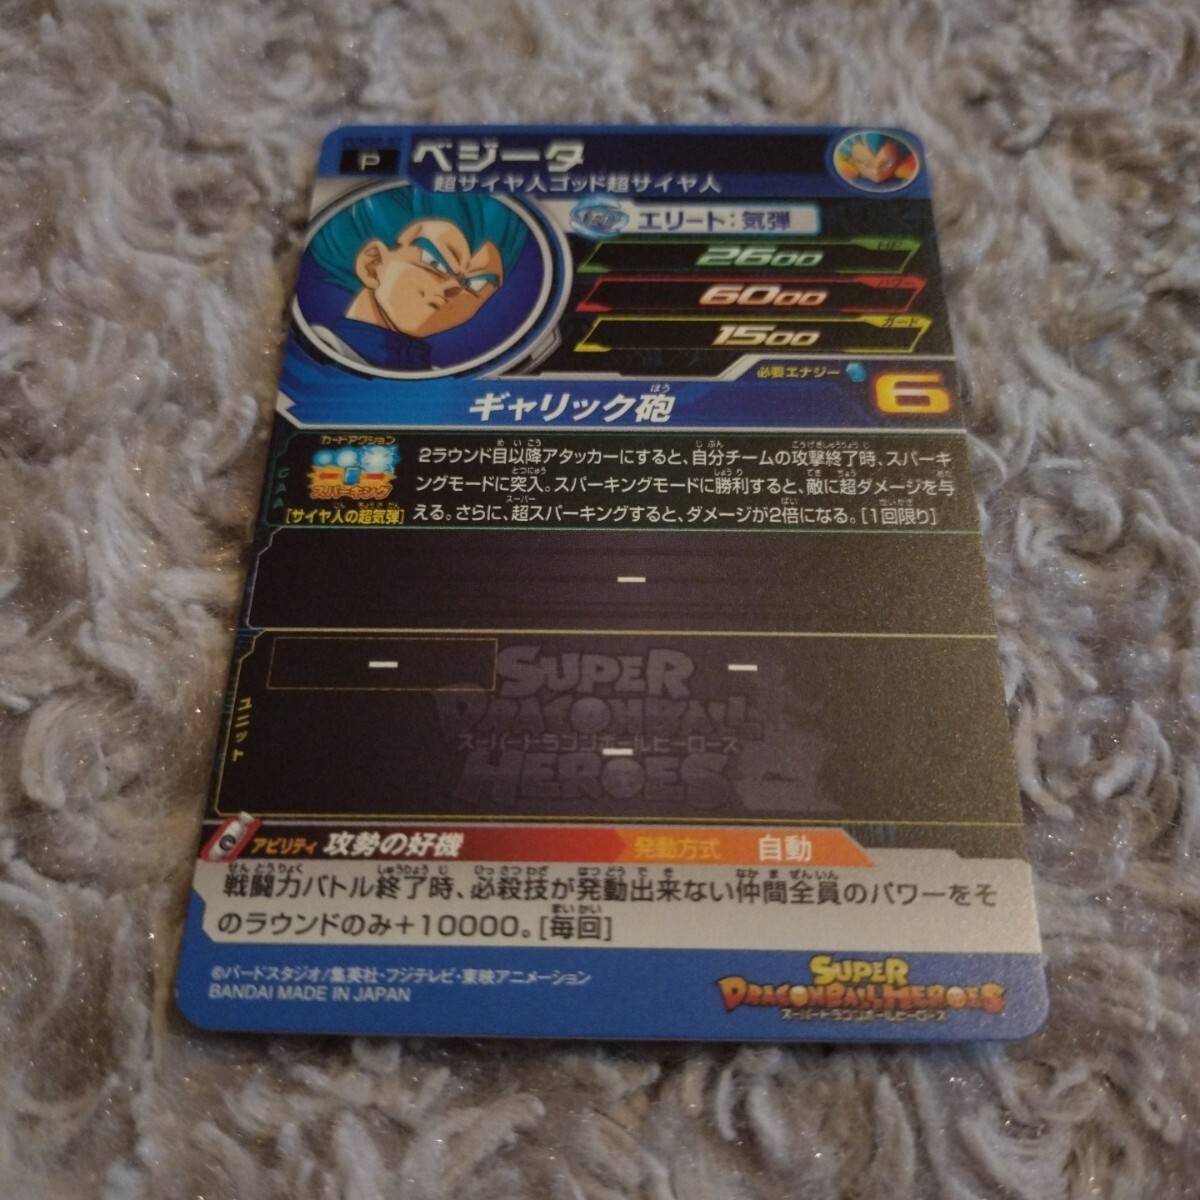 P
ベジータ
超サイヤ人ゴッド超サイヤ人
エリート：気弾
HP
2600
パワー
6000
ガード
1500
必要エナジー
6
ほう
ギャリック砲
カードアクション
スパーキング
[サイヤ人の超気弾]
CAA
2ラウンド目以降アタッカーにすると、自分チームの攻撃終了時、スパーキ
ングモードに突入。スパーキングモードに勝利すると、敵に超ダメージを与
える。さらに、超スパーキングすると、ダメージが2倍になる。[1回限り]
ー
ユニット
ー
ー
ー
SUPER
DRAGONBALL
スーパードラゴンボールヒーローズ
HEROES
アビリティ 攻勢の好機
発動方式 自動
戦闘力バトル終了時、必殺技が発動出来ない仲間全員のパワーをそ
のラウンドのみ+10000。[毎回]
©バードスタジオ/集英社・フジテレビ・東映アニメーション
BANDAI MADE IN JAPAN
SUPER
DRAGONBALL HEROES
スーパードラゴンボールヒーローズ